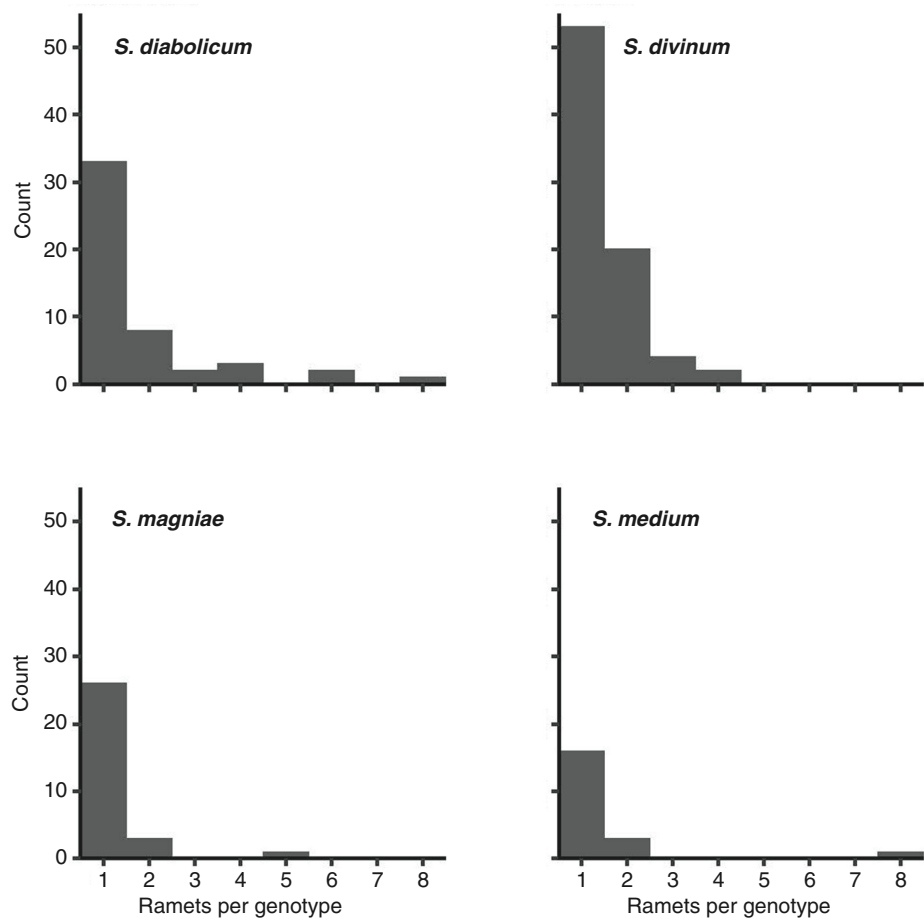 S. diabolicum
50
40
30
20
10
0
Count
S. divinum
S. magniae
50
40
30
20
10
0
Count
1 2 3 4 5 6 7 8
Ramets per genotype
S. medium
1 2 3 4 5 6 7 8
Ramets per genotype